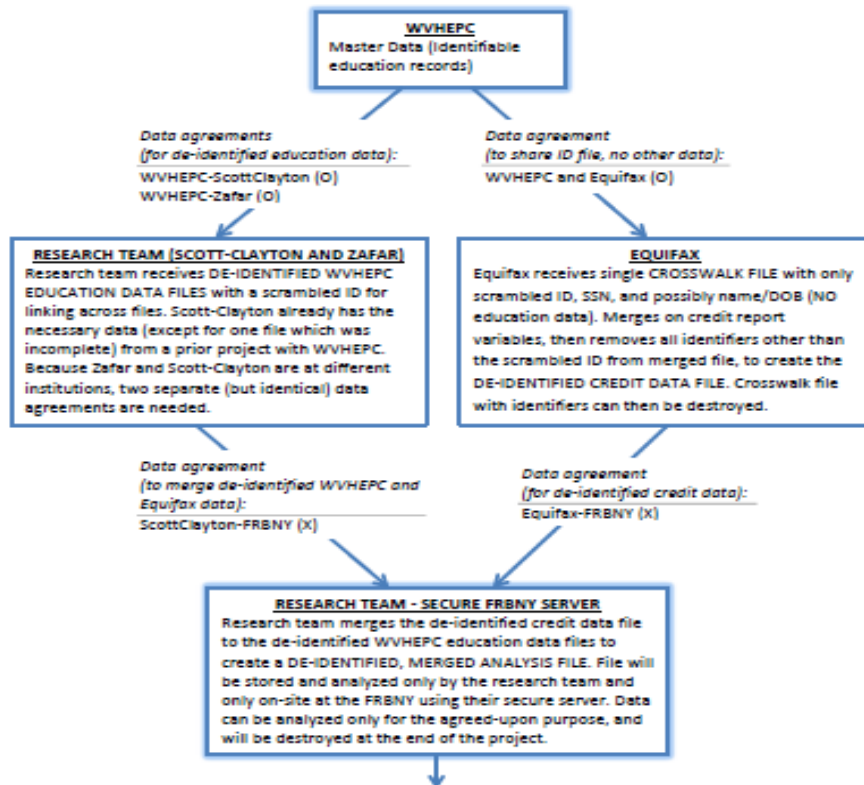 WVHEPC
Master Data (Identifiable
education records)
Data agreements
(for de-identified education data):
WVHEPC-ScottClayton (O)
WVHEPC-Zafar (O)
Data agreement
(to share ID file, no other data):
WVHEPC and Equifax (O)
RESEARCH TEAM (SCOTT-CLAYTON AND ZAFAR)
Research team receives DE-IDENTIFIED WVHEPC
EDUCATION DATA FILES with a scrambled ID for
linking across files. Scott-Clayton already has the
necessary data (except for one file which was
incomplete) from a prior project with WVHEPC.
Because Zafar and Scott-Clayton are at different
institutions, two separate (but identical) data
agreements are needed.
EQUIFAX
Equifax receives single CROSSWALK FILE with only
scrambled ID, SSN, and possibly name/DOB (NO
education data). Merges on credit report
variables, then removes all identifiers other than
the scrambled ID from merged file, to create the
DE-IDENTIFIED CREDIT DATA FILE. Crosswalk file
with identifiers can then be destroyed.
Data agreement
(to merge de-identified WVHEPC and
Equifax data):
ScottClayton-FRBNY (X)
Data agreement
(for de-identified credit data):
Equifax-FRBNY (X)
RESEARCH TEAM - SECURE FRBNY SERVER
Research team merges the de-identified credit data file
to the de-identified WVHEPC education data files to
create a DE-IDENTIFIED, MERGED ANALYSIS FILE. File will
be stored and analyzed only by the research team and
only on-site at the FRBNY using their secure server. Data
can be analyzed only for the agreed-upon purpose, and
will be destroyed at the end of the project.